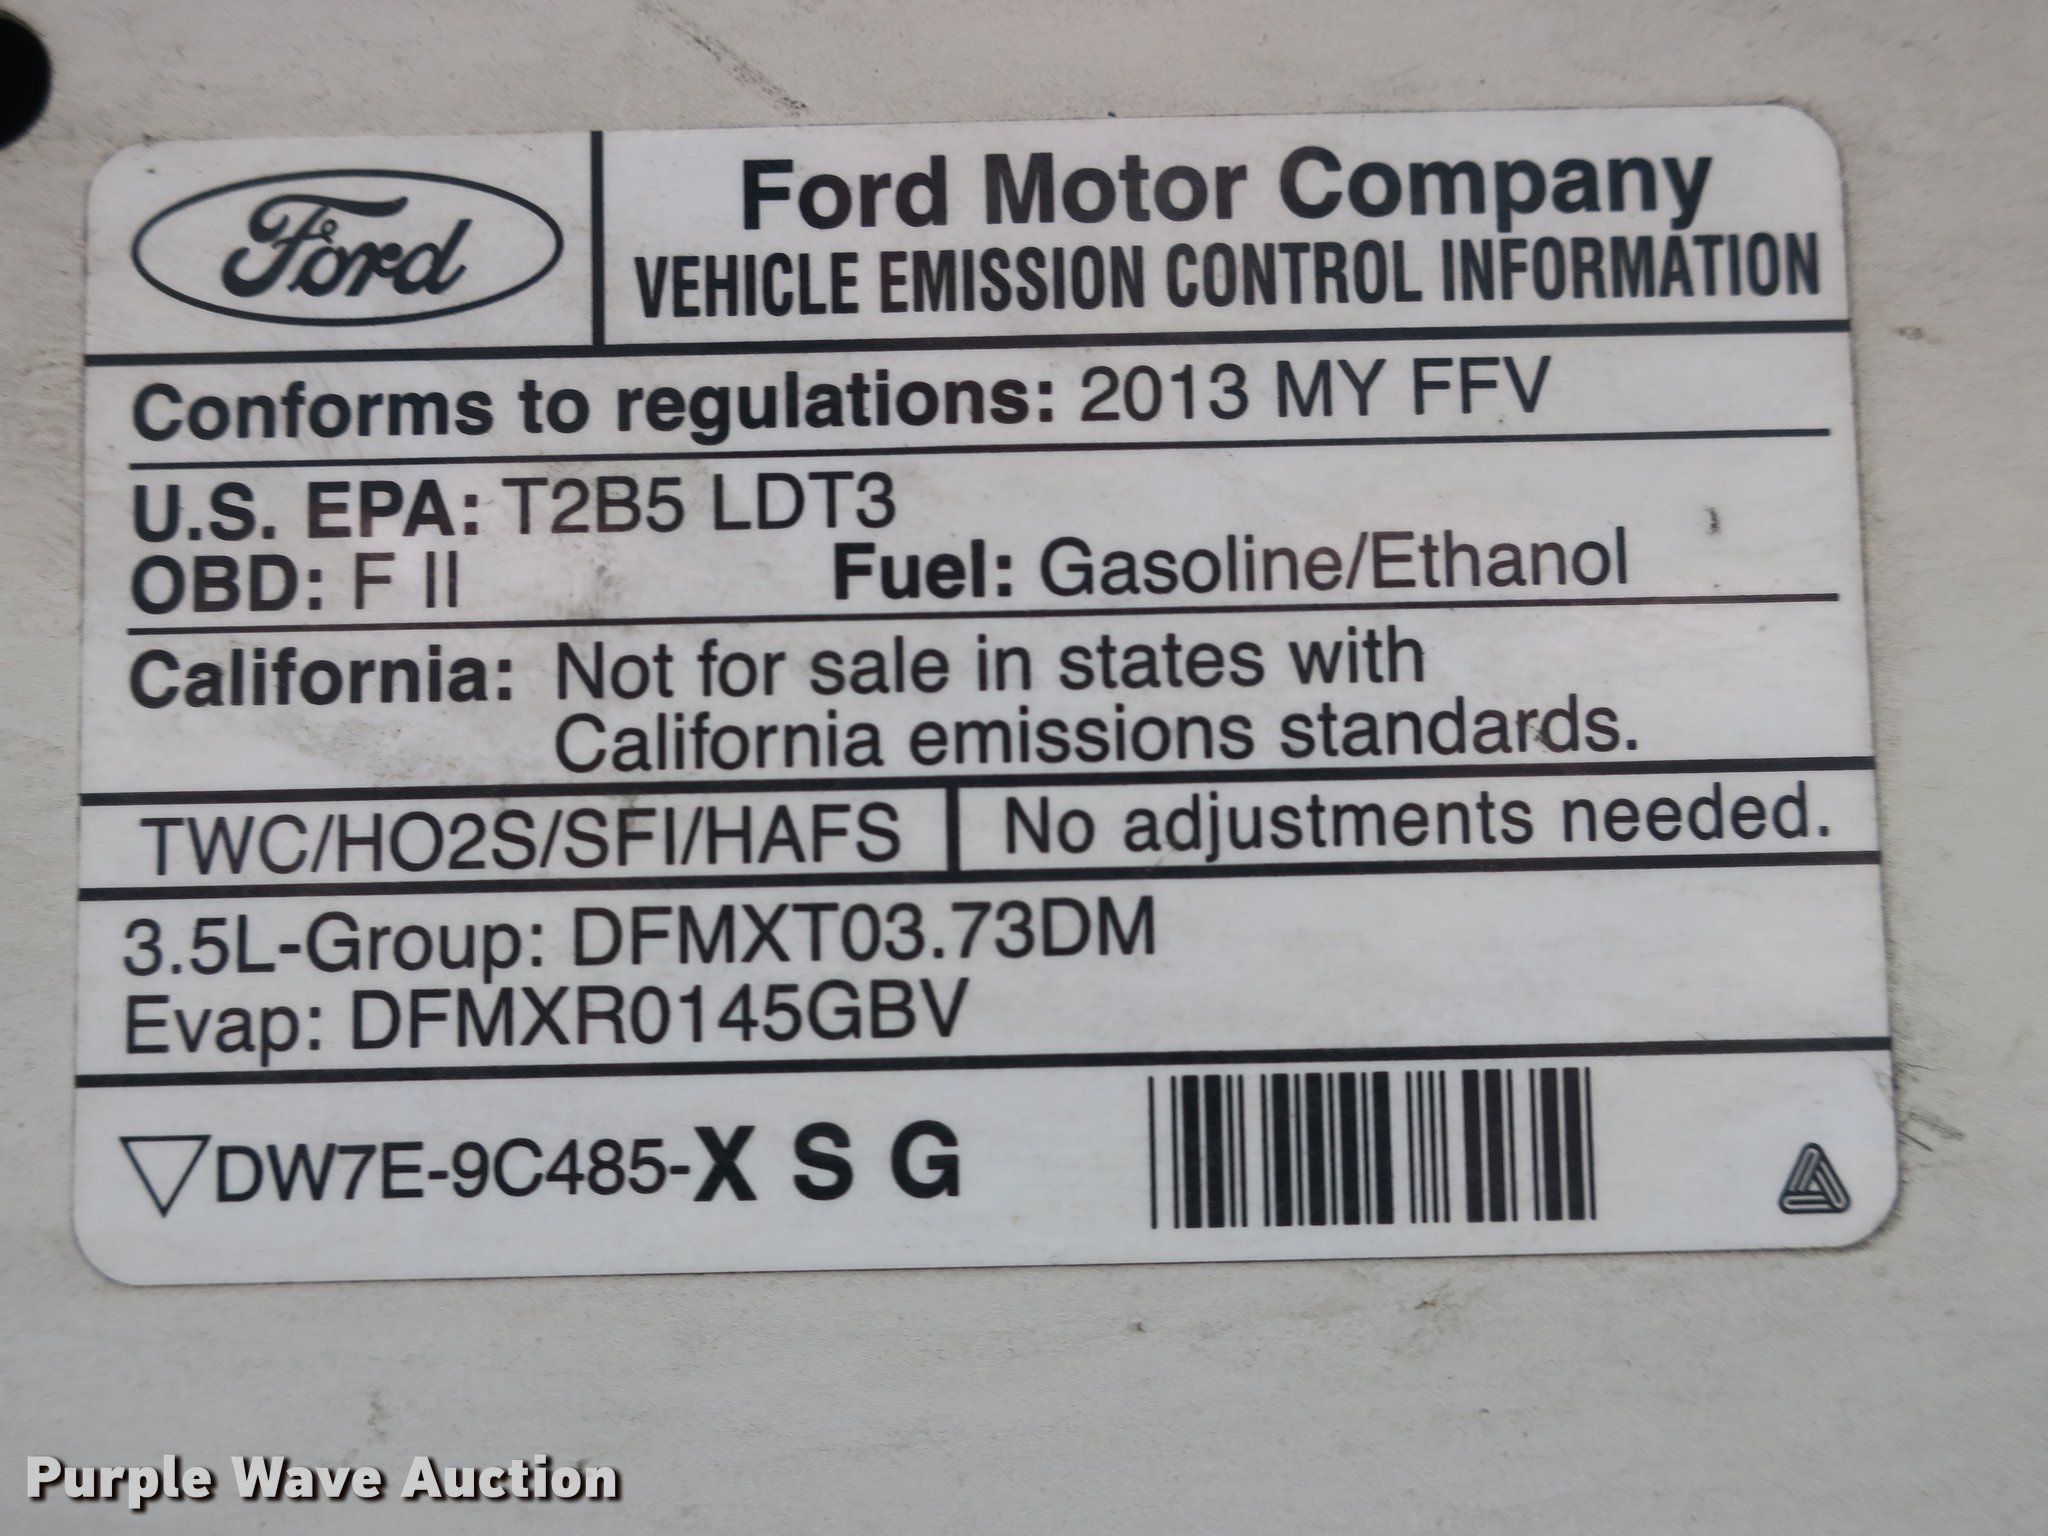 Ford
Ford Motor Company
VEHICLE EMISSION CONTROL INFORMATION
Conforms to regulations: 2013 MY FFV
U.S. EPA: T2B5 LDT3
OBD: F II Fuel: Gasoline/Ethanol
California: Not for sale in states with
California emissions standards.
TWC/HO2S/SFI/HAFS No adjustments needed.
3.5L-Group: DFMXT03.73DM
Evap: DFMXR0145GBV
DW7E-9C485-X S G
Purple Wave Auction